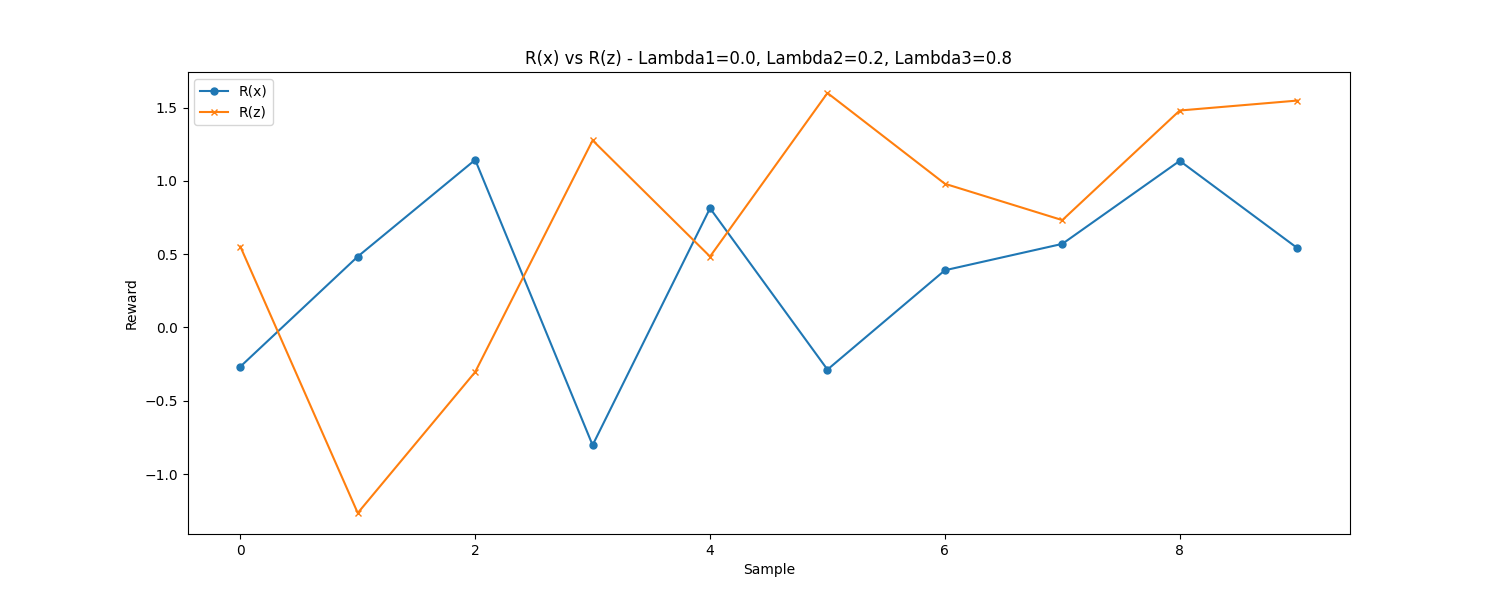 R(x) vs R(z) - Lambda1=0.0, Lambda2=0.2, Lambda3=0.8
R(x)
R(z)
1.5
1.0
0.5
0.0
−0.5
−1.0
Reward
0 2 4 6 8
Sample